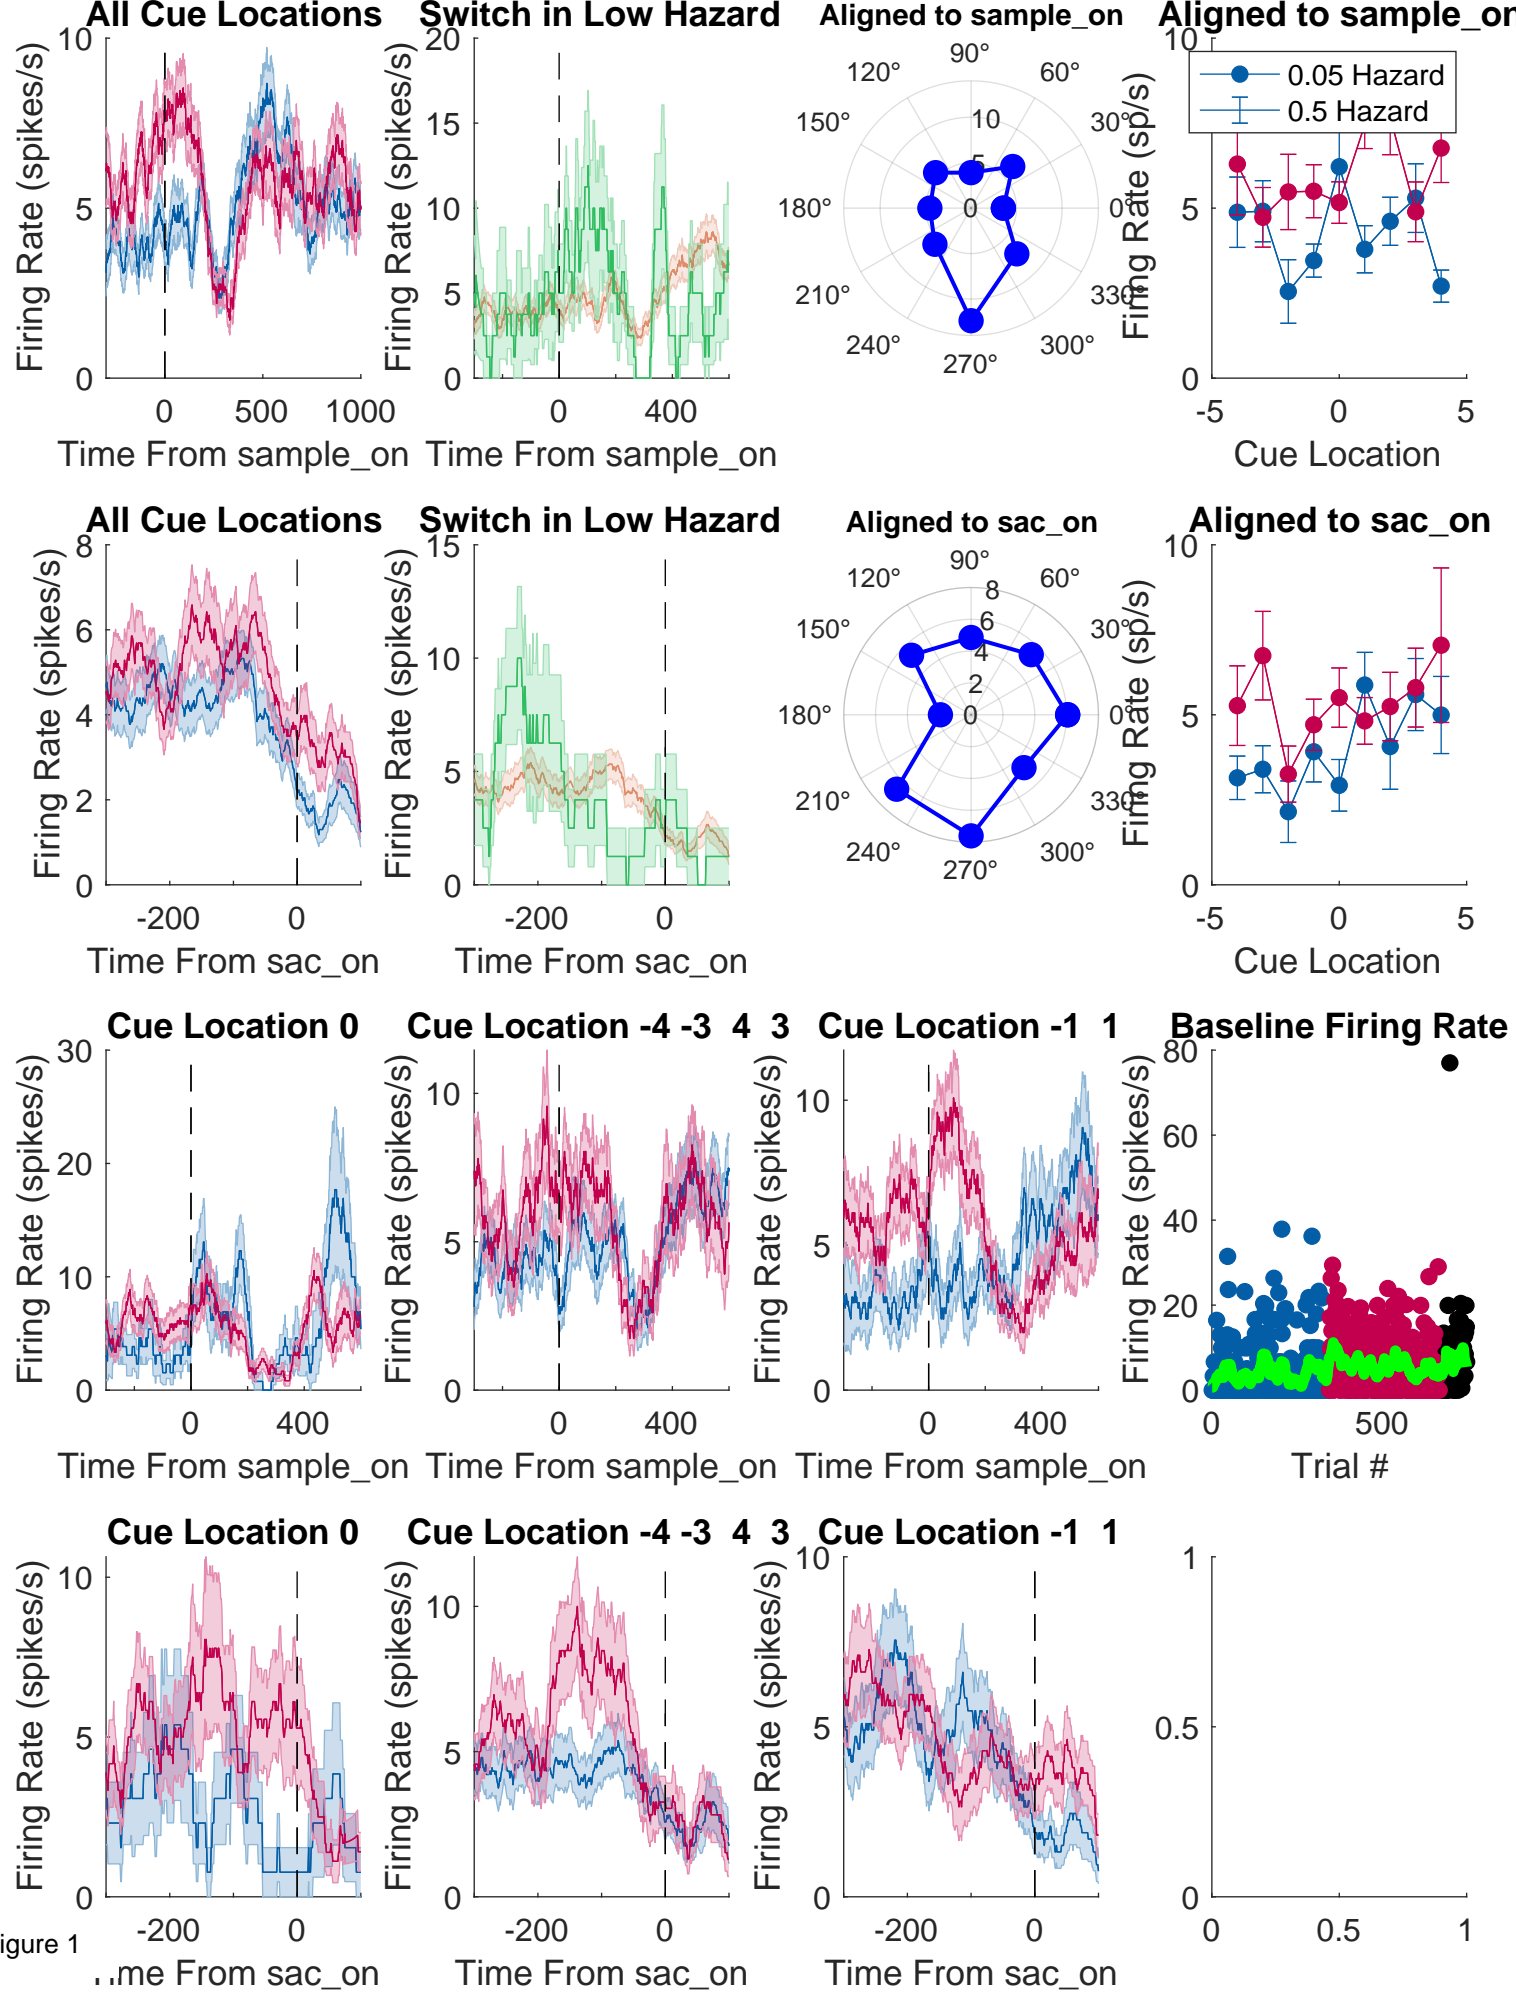 All Cue Locations
Switch in Low Hazard
Aligned to sample_on
Aligned to sample_on
Firing Rate (spikes/s)
10
5
0
0 500 1000
Time From sample_on
Firing Rate (spikes/s)
20
15
10
5
0
0 400
Time From sample_on
90°
120° 60°
150° 30°
180° 0°
210° 330°
240° 300°
270°
10
5
0
Firing Rate (sp/s)
10
5
0
0.05 Hazard
0.5 Hazard
-5 0 5
Cue Location
All Cue Locations
Switch in Low Hazard
Aligned to sac_on
Aligned to sac_on
Firing Rate (spikes/s)
8
6
4
2
0
-200 0
Time From sac_on
Firing Rate (spikes/s)
15
10
5
0
-200 0
Time From sac_on
90°
120° 60°
150° 30°
180° 0°
210° 330°
240° 300°
270°
8
6
4
2
0
Firing Rate (sp/s)
10
5
0
-5 0 5
Cue Location
Cue Location 0
Cue Location -4 -3 4 3
Cue Location -1 1
Baseline Firing Rate
Firing Rate (spikes/s)
30
20
10
0
0 400
Time From sample_on
Firing Rate (spikes/s)
10
5
0
0 400
Time From sample_on
Firing Rate (spikes/s)
10
5
0
0 400
Time From sample_on
Firing Rate (spikes/s)
80
60
40
20
0
0 500
Trial #
Cue Location 0
Cue Location -4 -3 4 3
Cue Location -1 1
Firing Rate (spikes/s)
10
5
0
-200 0
Time From sac_on
Firing Rate (spikes/s)
10
5
0
-200 0
Time From sac_on
Firing Rate (spikes/s)
10
5
0
-200 0
Time From sac_on
1
0.5
0
0 0.5 1
igure 1